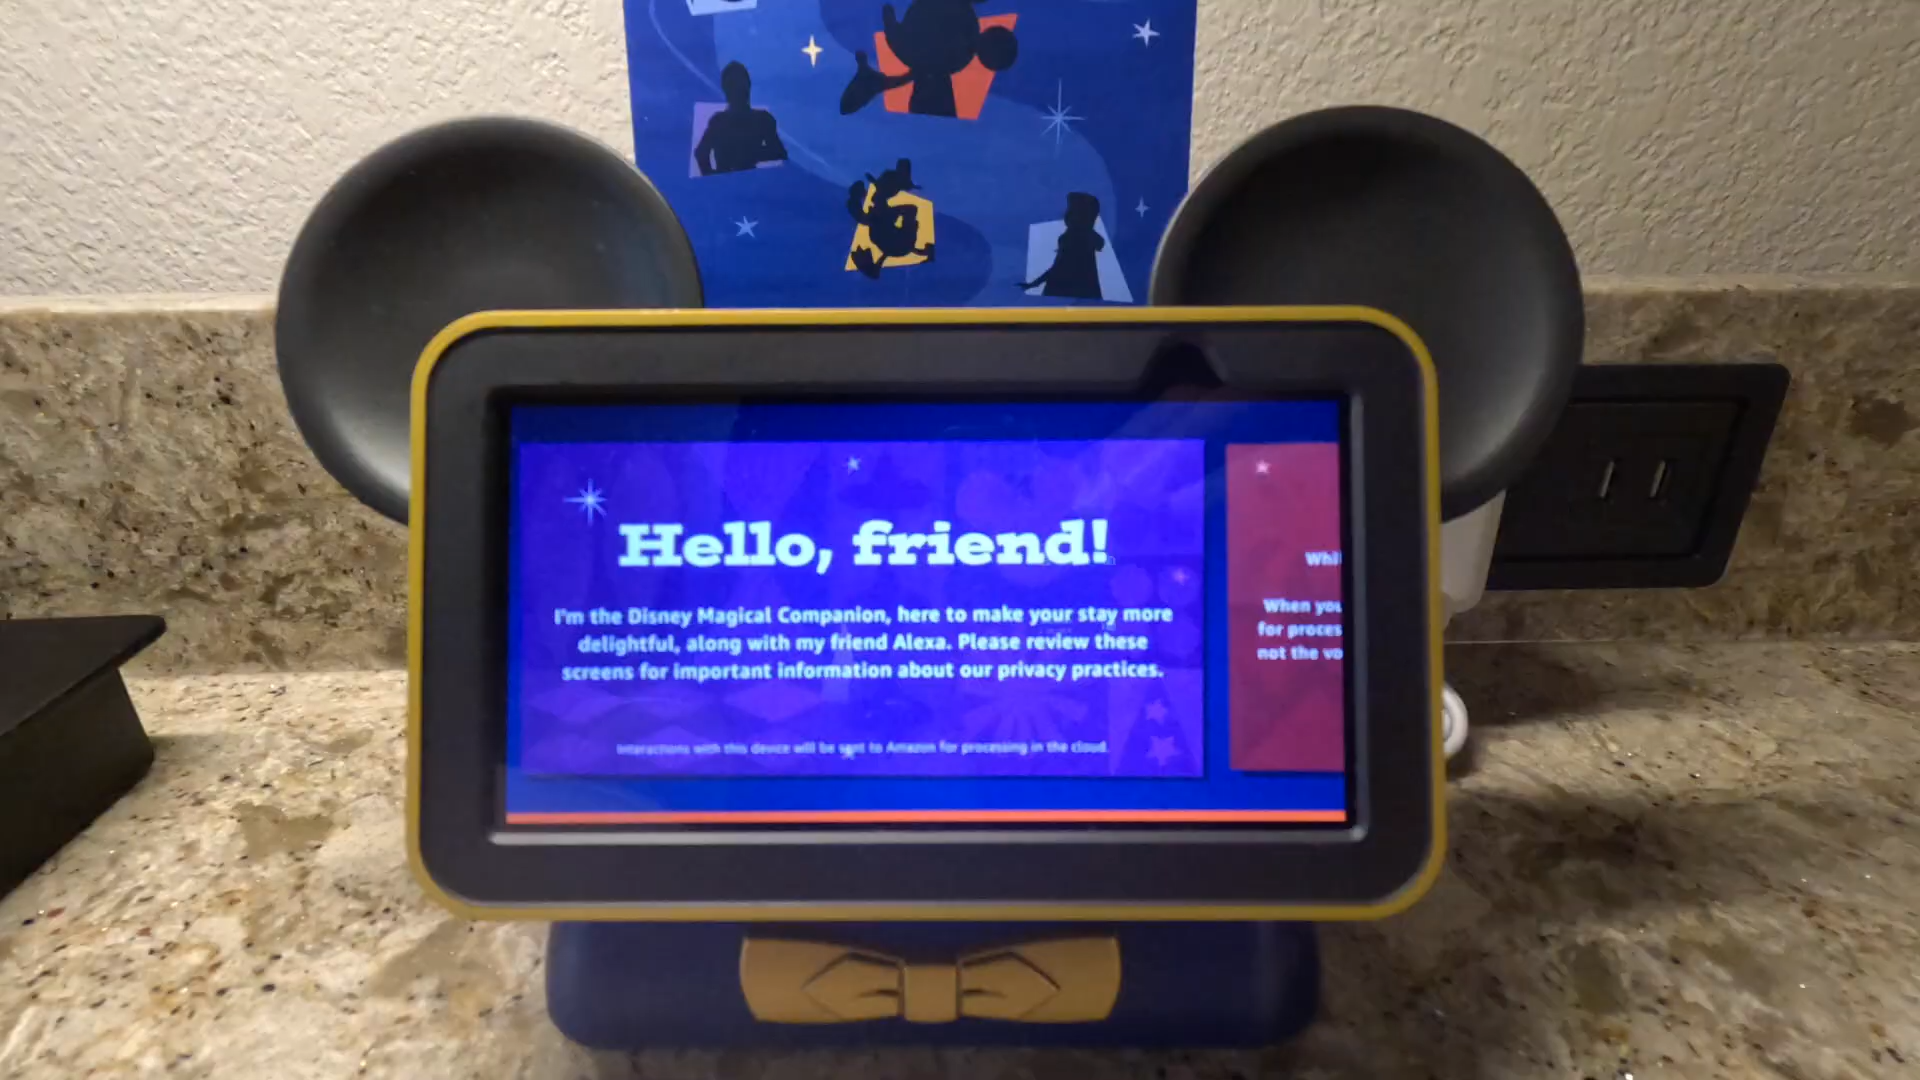 Hello, friend!
I'm the Disney Magical Companion, here to make your stay more
delightful, along with my friend Alexa. Please review these
screens for important information about our privacy practices.
Interactions with this device will be sent to Amazon for processing in the cloud.
When you
for
not the